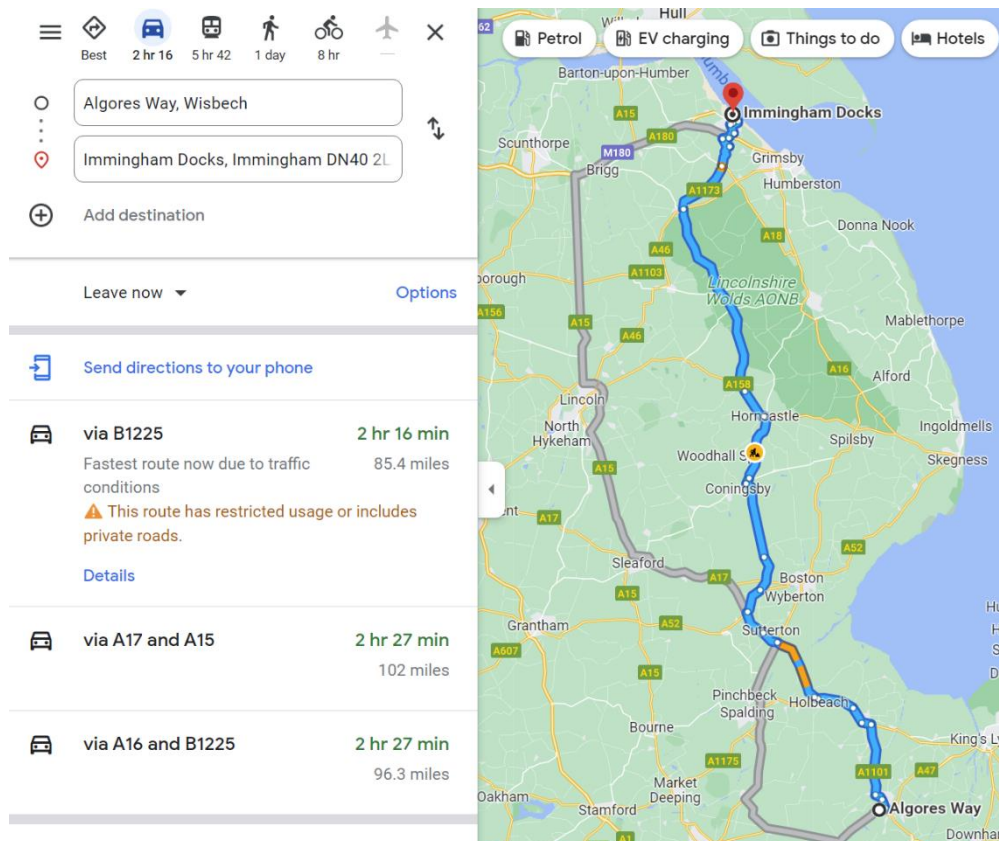 Best
2 hr 16
5 hr 42
1 day
8 hr
—
Algores Way, Wisbech
Immingham Docks, Immingham DN40 2L
Add destination
Leave now
Options
Send directions to your phone
via B1225
2 hr 16 min
Fastest route now due to traffic
85.4 miles
conditions
This route has restricted usage or includes
private roads.
Details
via A17 and A15
2 hr 27 min
102 miles
via A16 and B1225
2 hr 27 min
96.3 miles
Hull
62
Petrol
EV charging
Things to do
Hotels
Barton-upon-Humber
Immingham Docks
A15
A180
Scunthorpe
M180
Grimsby
Brigg
A1173
Humberston
Donna Nook
A18
A46
A1103
orough
Lincolnshire
Wolds AONB
A156
A15
A46
Mablethorpe
A16
Alford
A158
Lincoln
Horncastle
Ingoldmells
North
Hykeham
Spilsby
Woodhall S
Skegness
A15
Coningsby
ent
A17
A52
Sleaford
A17
Boston
Wyberton
A15
A52
Grantham
Sutterton
A607
A15
Pinchbeck
Holbeach
Spalding
Bourne
King's Ly
A1175
A1101
A47
Market
Deeping
Oakham
Algores Way
Stamford
A1
Downha